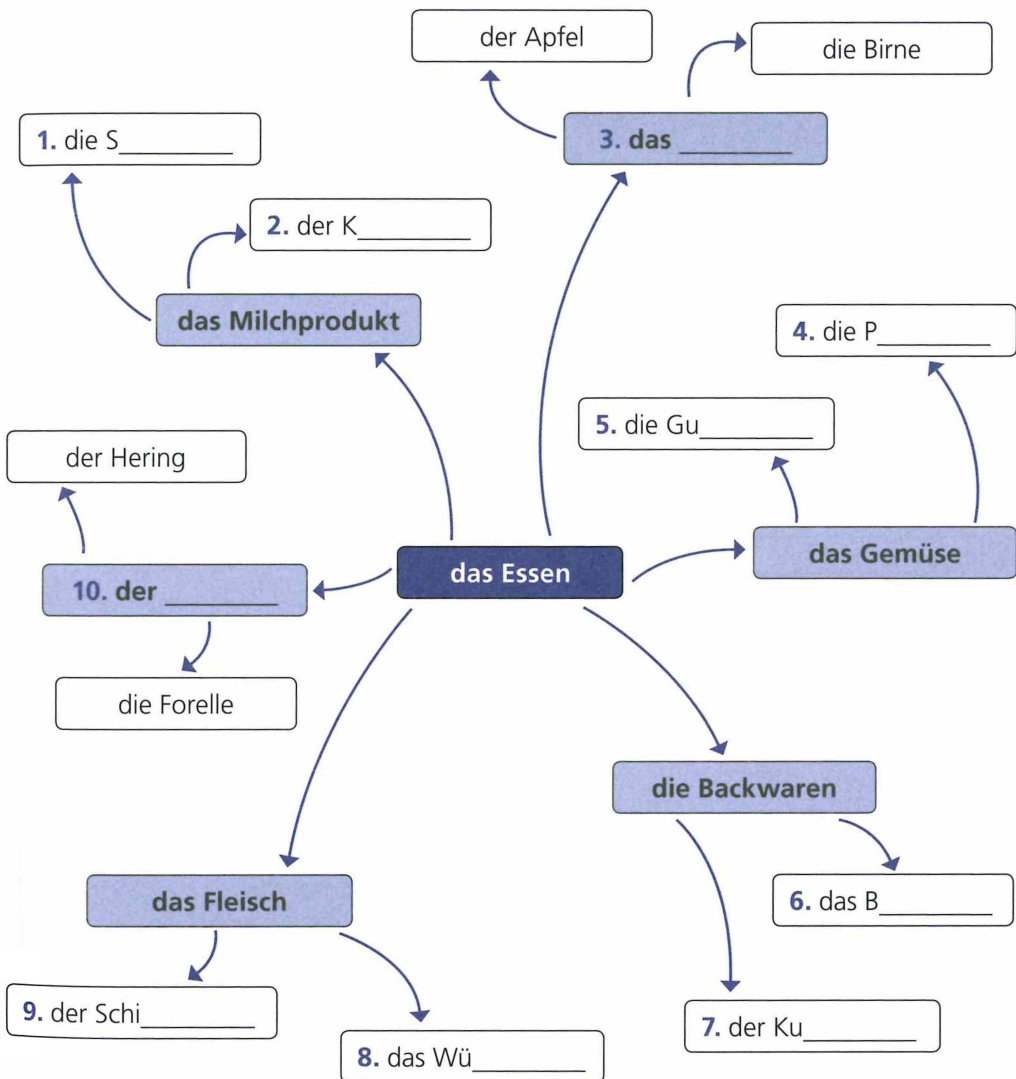 der Apfel
die Birne
1. die S________
3. das ________
2. der K________
das Milchprodukt
4. die P________
5. die Gu________
der Hering
das Essen
das Gemüse
10. der ________
die Forelle
die Backwaren
das Fleisch
6. das B________
9. der Schi________
7. der Ku________
8. das Wü________